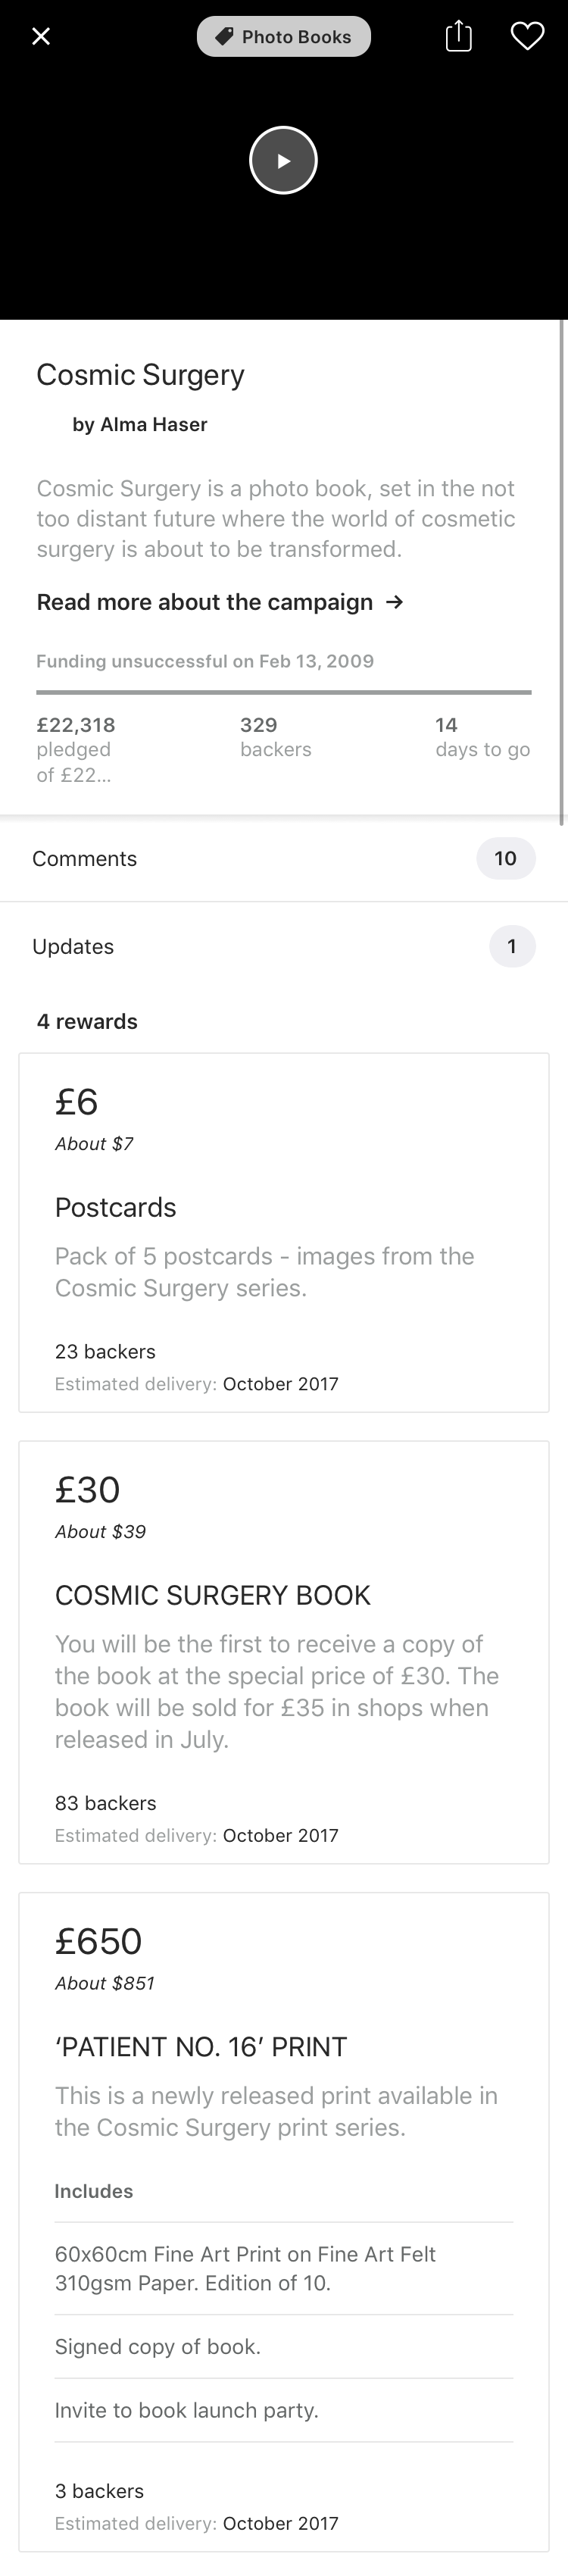 Photo Books
Cosmic Surgery
by Alma Haser
Cosmic Surgery is a photo book, set in the not
too distant future where the world of cosmetic
surgery is about to be transformed.
Read more about the campaign →
Funding unsuccessful on Feb 13, 2009
£22,318 329 14
pledged backers days to go
of £22...
Comments 10
Updates 1
4 rewards
£6
About $7
Postcards
Pack of 5 postcards - images from the
Cosmic Surgery series.
23 backers
Estimated delivery: October 2017
£30
About $39
COSMIC SURGERY BOOK
You will be the first to receive a copy of
the book at the special price of £30. The
book will be sold for £35 in shops when
released in July.
83 backers
Estimated delivery: October 2017
£650
About $851
‘PATIENT NO. 16’ PRINT
This is a newly released print available in
the Cosmic Surgery print series.
Includes
60x60cm Fine Art Print on Fine Art Felt
310gsm Paper. Edition of 10.
Signed copy of book.
Invite to book launch party.
3 backers
Estimated delivery: October 2017